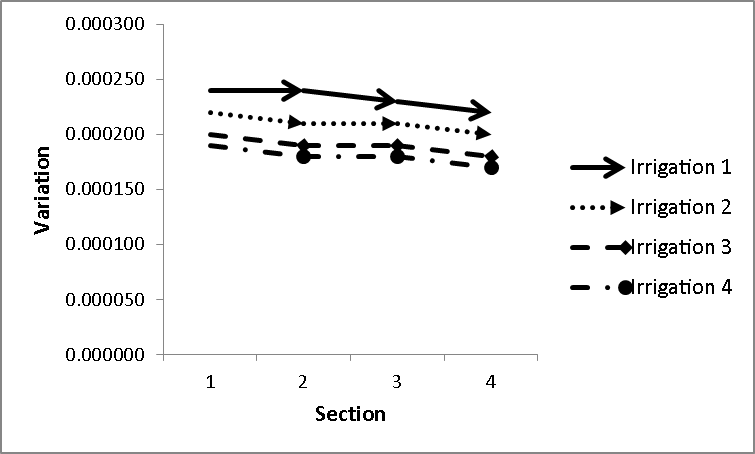 0.000300
0.000250
0.000200
0.000150
0.000100
0.000050
0.000000
Variation
1 2 3 4
Section
Irrigation 1
Irrigation 2
Irrigation 3
Irrigation 4